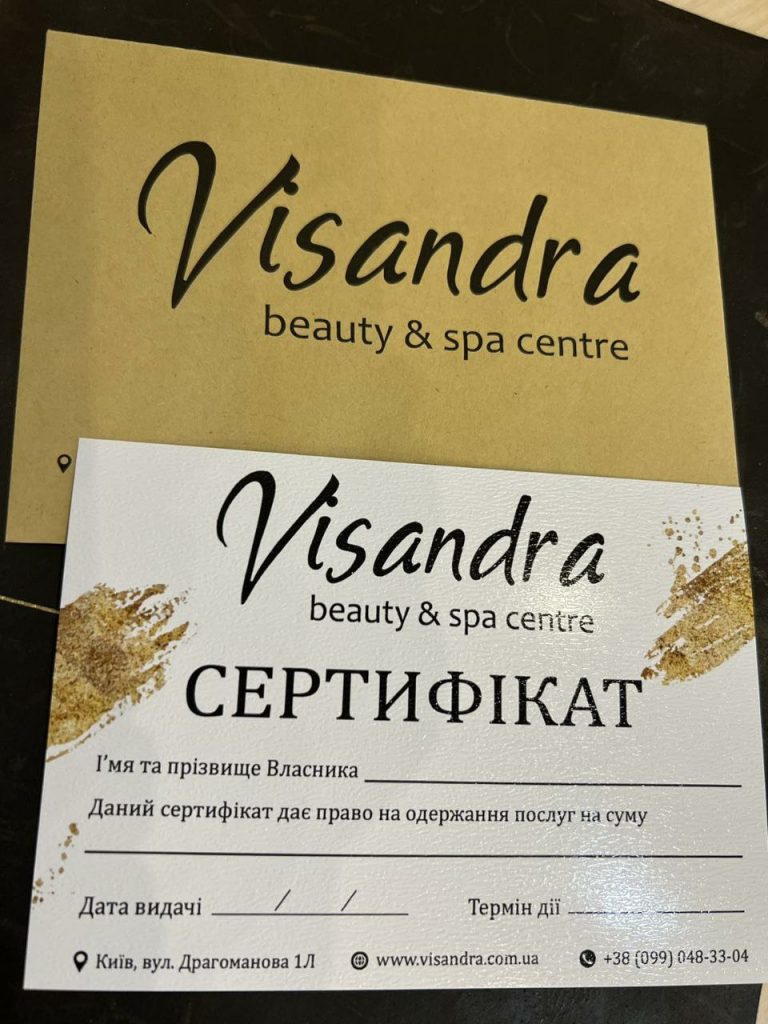 Visandra
beauty & spa centre
Visandra
beauty & spa centre
СЕРТИФІКАТ
І'мя та прізвище Власника
Даний сертифікат дає право на одержання послуг на суму
Дата видачі / /
Термін дії
Київ, вул. Драгоманова 1Л
www.visandra.com.ua
+38 (099) 048-33-04